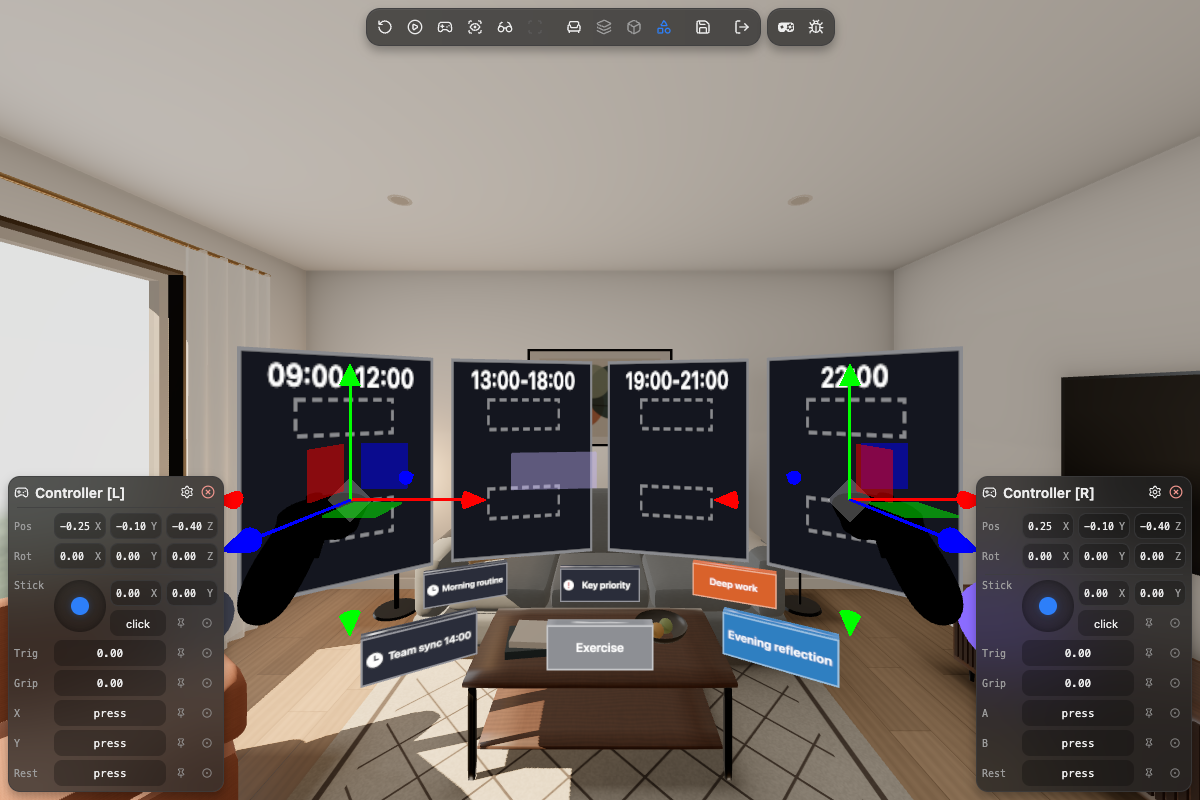 09:00-12:00
13:00-18:00
19:00-21:00
22:00
Morning routine
Key priority
Deep work
Team sync 14:00
Exercise
Evening reflection
Controller [L]
Pos −0.25 X −0.10 Y −0.40 Z
Rot 0.00 X 0.00 Y 0.00 Z
Stick 0.00 X 0.00 Y
click
Trig 0.00
Grip 0.00
X press
Y press
Rest press
Controller [R]
Pos 0.25 X −0.10 Y −0.40 Z
Rot 0.00 X 0.00 Y 0.00 Z
Stick 0.00 X 0.00 Y
click
Trig 0.00
Grip 0.00
A press
B press
Rest press